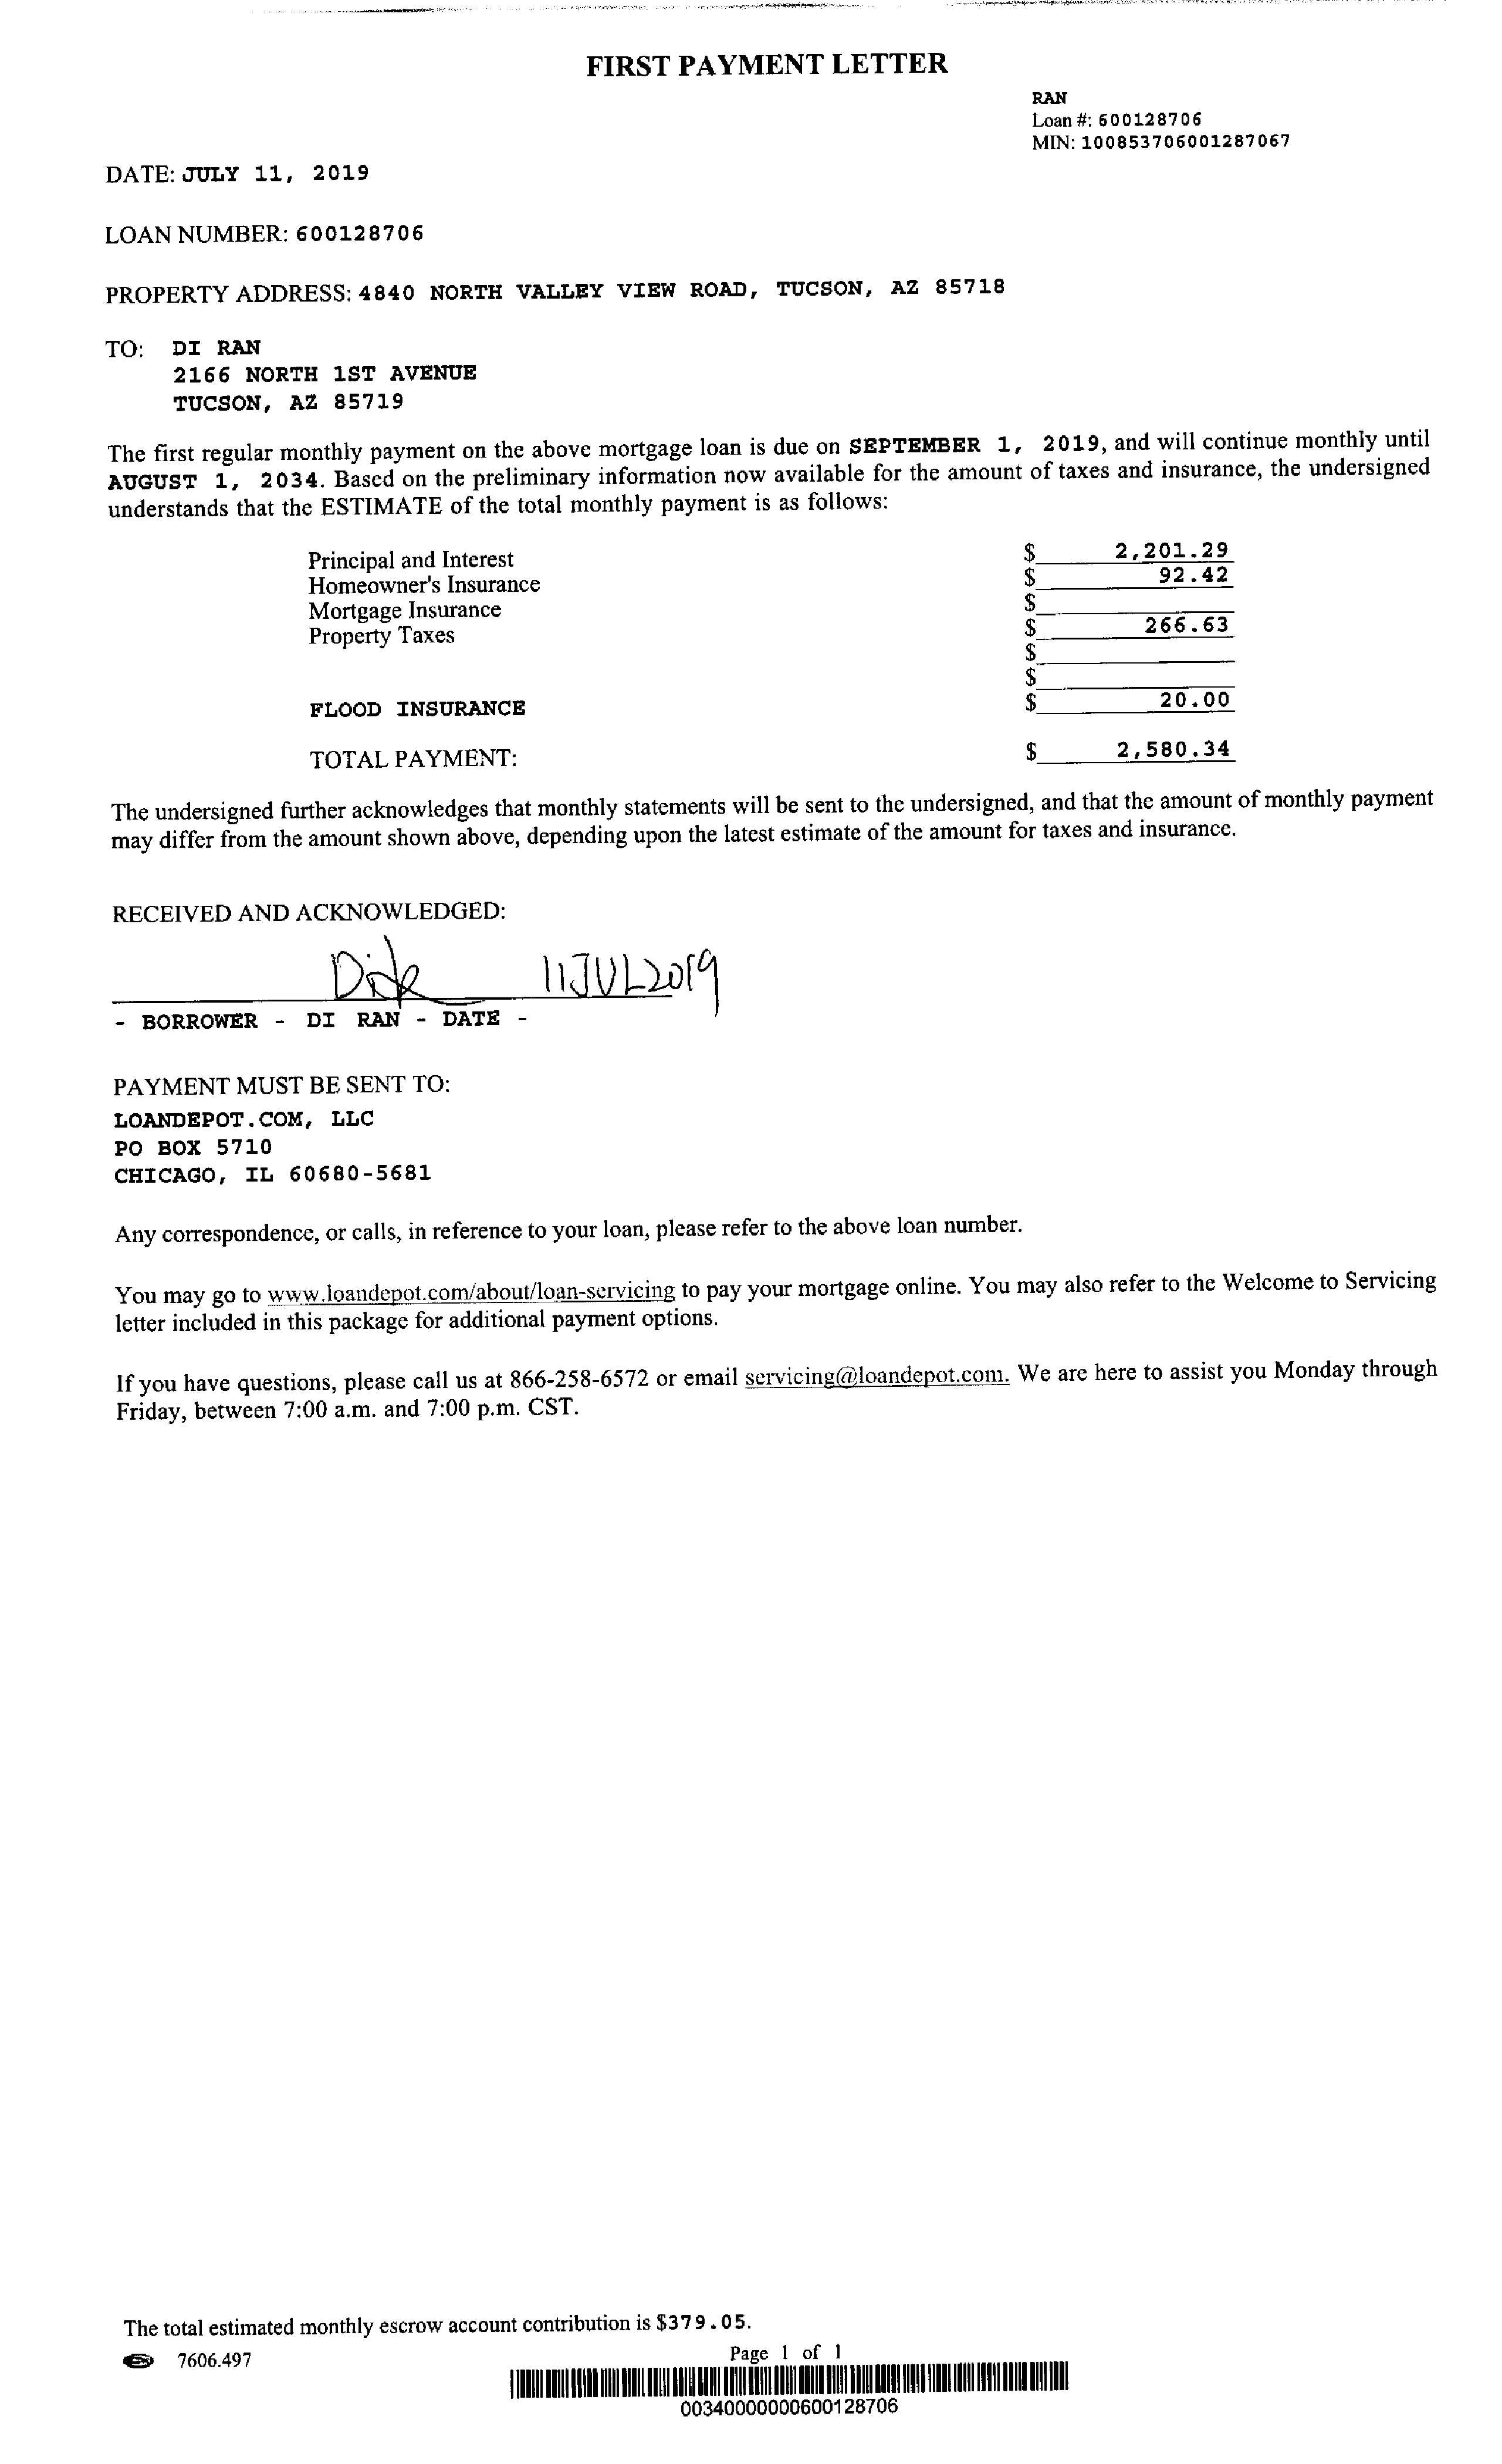 FIRST PAYMENT LETTER
RAN
Loan #: 600128706
MIN: 100853706001287067
DATE: JULY 11, 2019
LOAN NUMBER: 600128706
PROPERTY ADDRESS: 4840 NORTH VALLEY VIEW ROAD, TUCSON, AZ 85718
TO: DI RAN
2166 NORTH 1ST AVENUE
TUCSON, AZ 85719
The first regular monthly payment on the above mortgage loan is due on SEPTEMBER 1, 2019, and will continue monthly until
AUGUST 1, 2034. Based on the preliminary information now available for the amount of taxes and insurance, the undersigned
understands that the ESTIMATE of the total monthly payment is as follows:
Principal and Interest $ 2,201.29
Homeowner's Insurance $ 92.42
Mortgage Insurance $
Property Taxes $ 266.63
$
$
FLOOD INSURANCE $ 20.00
TOTAL PAYMENT: $ 2,580.34
The undersigned further acknowledges that monthly statements will be sent to the undersigned, and that the amount of monthly payment
may differ from the amount shown above, depending upon the latest estimate of the amount for taxes and insurance.
RECEIVED AND ACKNOWLEDGED:
11JUL2019
- BORROWER - DI RAN - DATE -
PAYMENT MUST BE SENT TO:
LOANDEPOT.COM, LLC
PO BOX 5710
CHICAGO, IL 60680-5681
Any correspondence, or calls, in reference to your loan, please refer to the above loan number.
You may go to www.loandepot.com/about/loan-servicing to pay your mortgage online. You may also refer to the Welcome to Servicing
letter included in this package for additional payment options.
If you have questions, please call us at 866-258-6572 or email servicing@loandepot.com. We are here to assist you Monday through
Friday, between 7:00 a.m. and 7:00 p.m. CST.
The total estimated monthly escrow account contribution is $379.05.
7606.497
Page 1 of 1
00340000000600128706